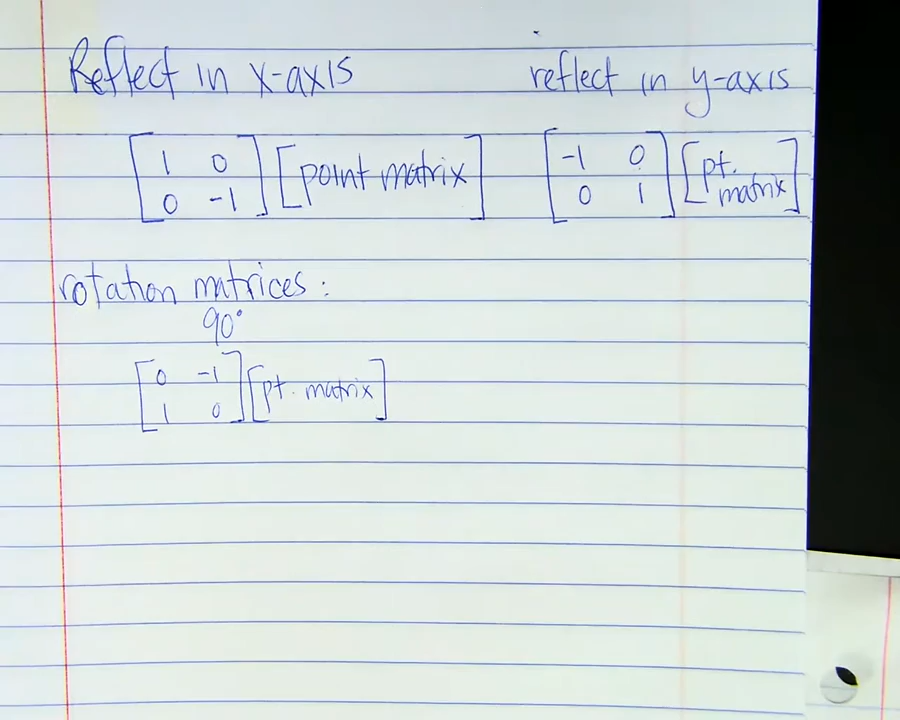 Reflect in x-axis
reflect in y-axis
[1 0
0 -1] [point matrix]
[-1 0
0 1] [pt.
matrix]
rotation matrices:
90°
[0 -1
1 0] [pt. matrix]